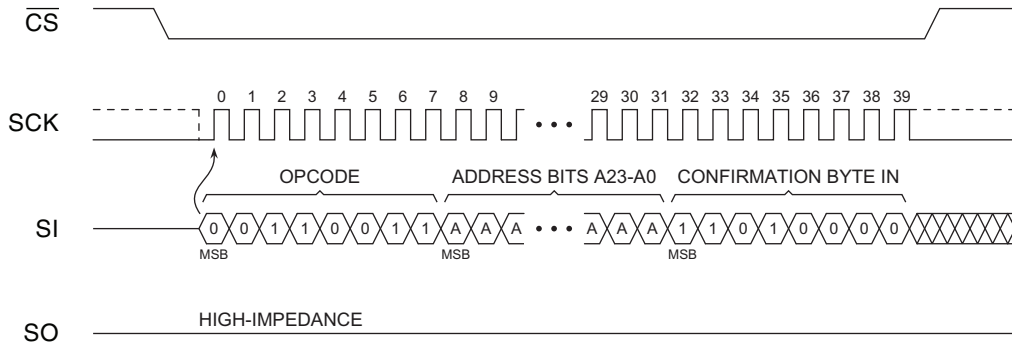 CS
SCK
0 1 2 3 4 5 6 7 8 9 29 30 31 32 33 34 35 36 37 38 39
OPCODE ADDRESS BITS A23-A0 CONFIRMATION BYTE IN
SI
0 0 1 1 0 0 1 1 A A A A A A 1 1 0 1 0 0 0 0
MSB MSB MSB
HIGH-IMPEDANCE
SO